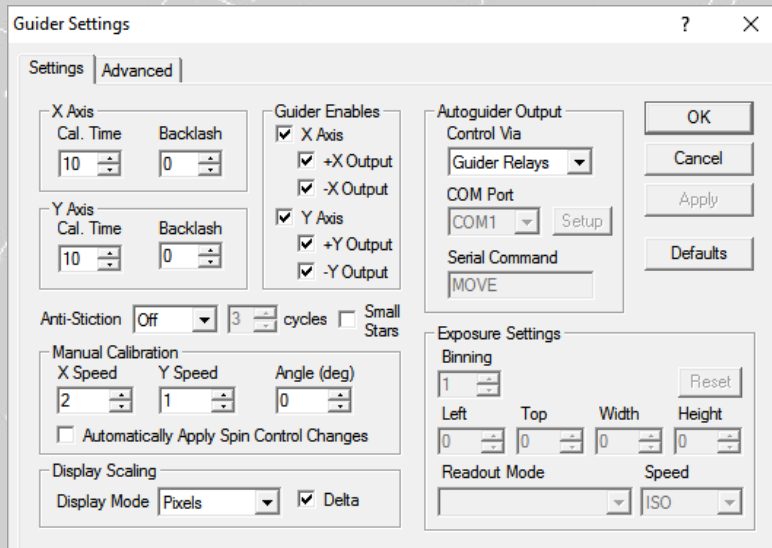 Guider Settings
? X
Settings Advanced
X Axis
Cal. Time Backlash
10 0
Y Axis
Cal. Time Backlash
10 0
Guider Enables
X Axis
+X Output
-X Output
Y Axis
+Y Output
-Y Output
Autoguider Output
Control Via
Guider Relays
COM Port
COM1 Setup
Serial Command
MOVE
OK
Cancel
Apply
Defaults
Anti-Stiction Off 3 cycles Small
Stars
Manual Calibration
X Speed Y Speed Angle (deg)
2 1 0
Automatically Apply Spin Control Changes
Display Scaling
Display Mode Pixels Delta
Exposure Settings
Binning
1 Reset
Left Top Width Height
0 0 0 0
Readout Mode Speed
ISO